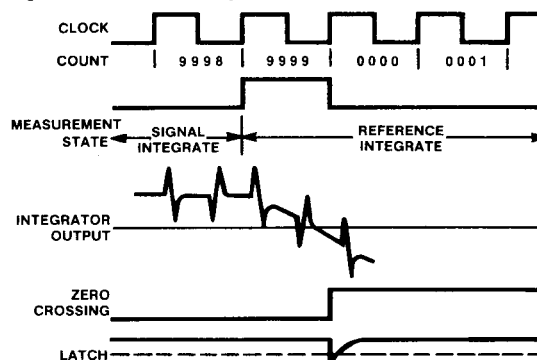 CLOCK
COUNT
9998 9999 0000 0001
MEASUREMENT
STATE
SIGNAL
INTEGRATE
REFERENCE
INTEGRATE
INTEGRATOR
OUTPUT
ZERO
CROSSING
LATCH